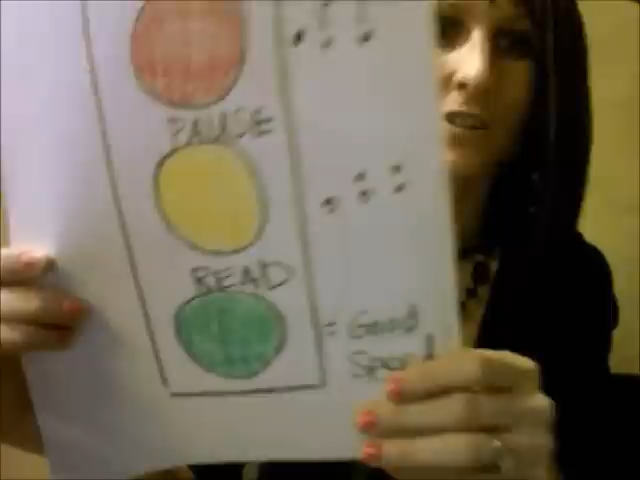 . ! ?
PAUSE
, ; :
READ
= Good
Speed